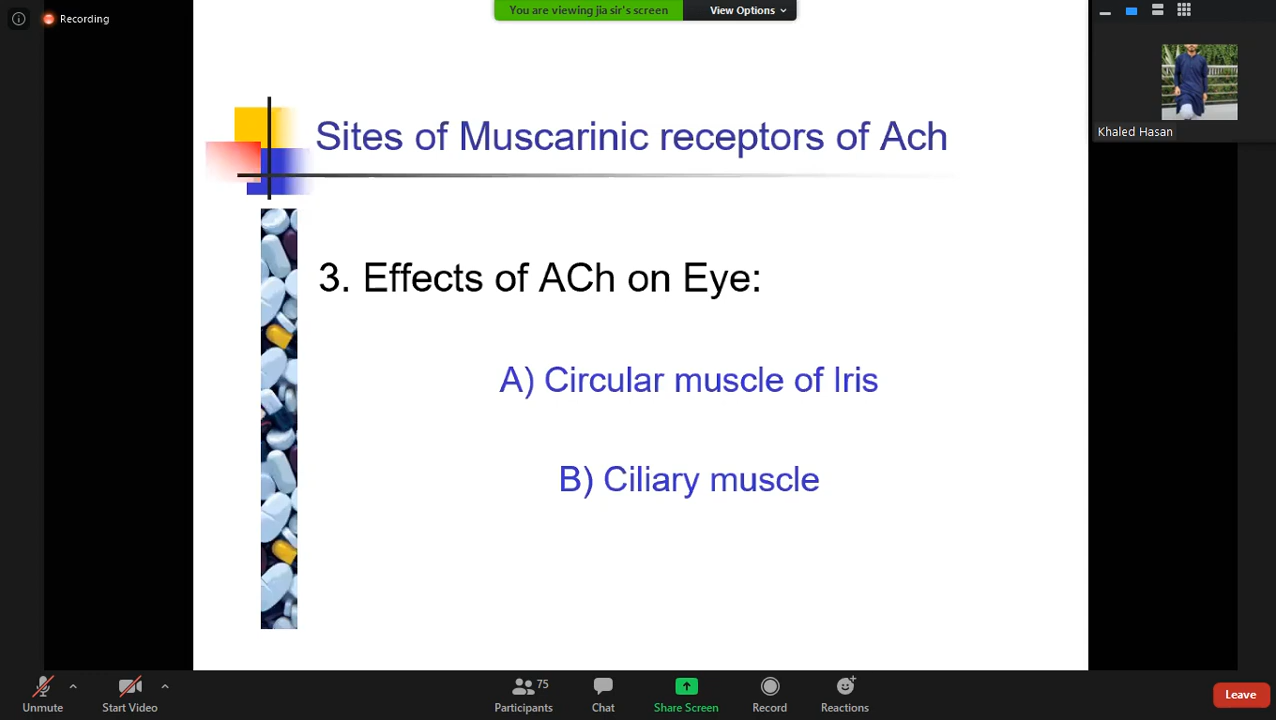 Recording
You are viewing jia sir's screen
View Options
Khaled Hasan
Sites of Muscarinic receptors of Ach
3. Effects of ACh on Eye:
A) Circular muscle of Iris
B) Ciliary muscle
Unmute
Start Video
75
Participants
Chat
Share Screen
Record
Reactions
Leave